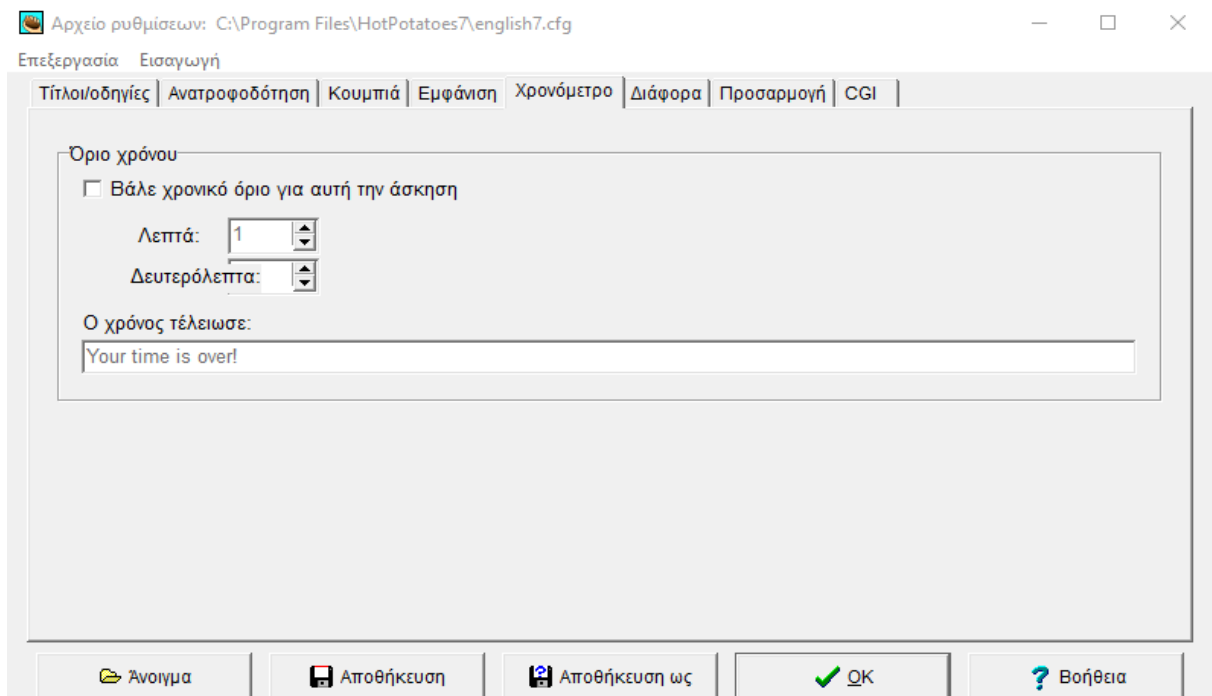 Αρχείο ρυθμίσεων: C:\Program Files\HotPotatoes7\english7.cfg
Επεξεργασία Εισαγωγή
Τίτλοι/οδηγίες Ανατροφοδότηση Κουμπιά Εμφάνιση Χρονόμετρο Διάφορα Προσαρμογή CGI
Όριο χρόνου
Βάλε χρονικό όριο για αυτή την άσκηση
Λεπτά: 1
Δευτερόλεπτα:
Ο χρόνος τέλειωσε:
Your time is over!
Άνοιγμα Αποθήκευση Αποθήκευση ως OK Βοήθεια